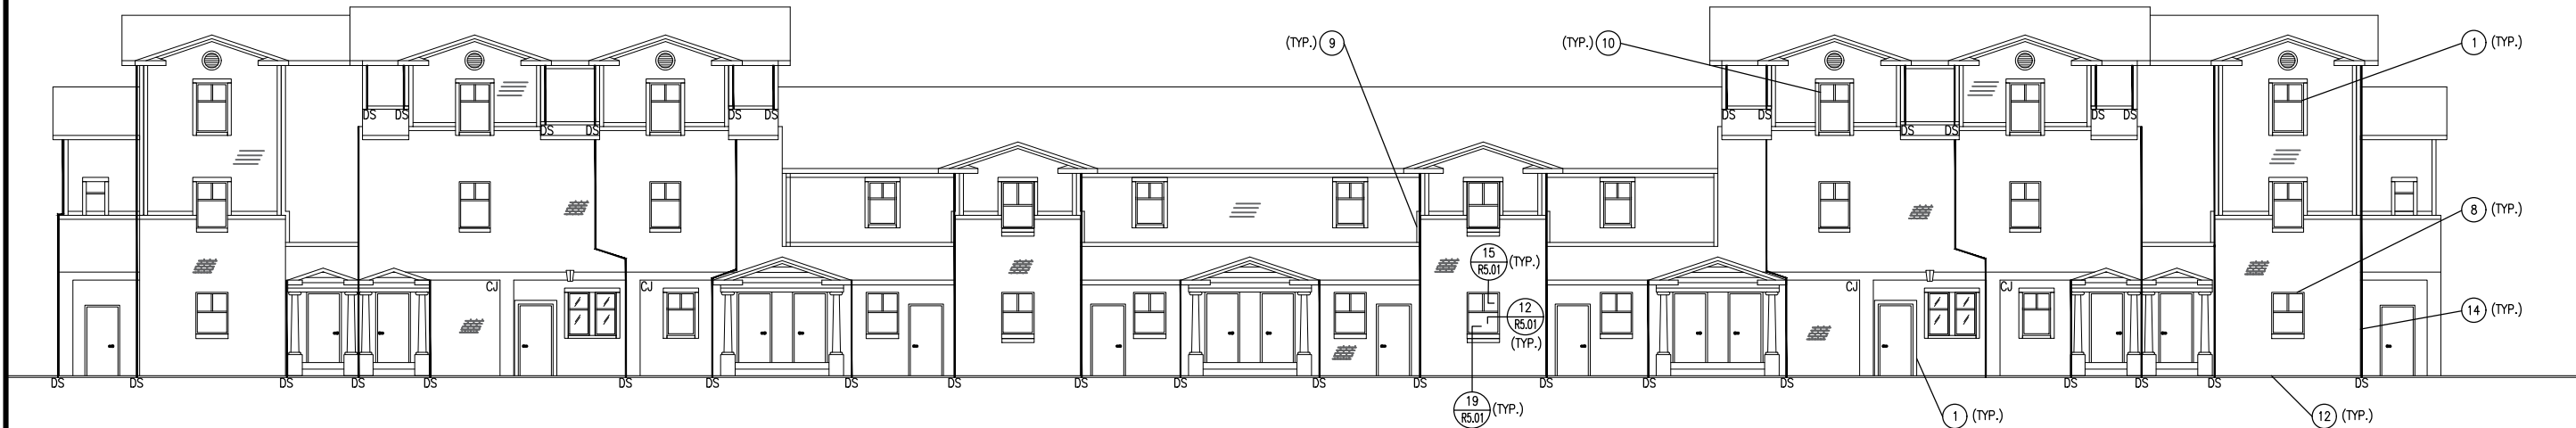 (TYP.) 9
(TYP.) 10
1 (TYP.)
DS DS DS DS DS DS
DS DS DS DS DS DS
8 (TYP.)
15
R5.01 (TYP.)
CJ CJ CJ CJ
12
R5.01
(TYP.)
14 (TYP.)
DS DS DS DS DS DS DS DS DS DS DS DS DS DS DS DS DS DS DS DS
19
R5.01 (TYP.)
1 (TYP.)
12 (TYP.)